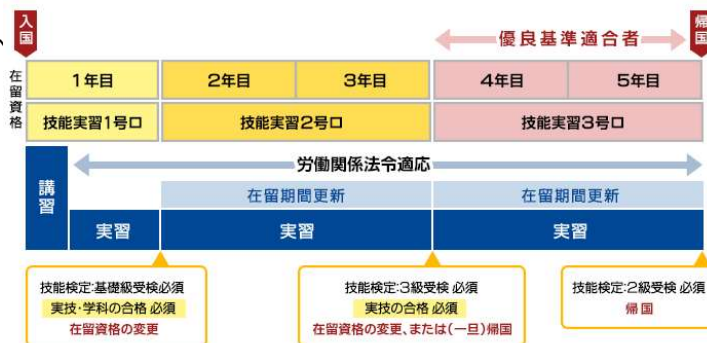 入国
優良基準適合者
帰国
在留資格
1年目
2年目
3年目
4年目
5年目
技能実習1号ロ
技能実習2号ロ
技能実習3号ロ
労働関係法令適応
講習
在留期間更新
在留期間更新
実習
実習
実習
技能検定:基礎級受検必須
実技・学科の合格 必須
在留資格の変更
技能検定:3級受検 必須
実技の合格 必須
在留資格の変更、または(一旦)帰国
技能検定:2級受検 必須
帰国